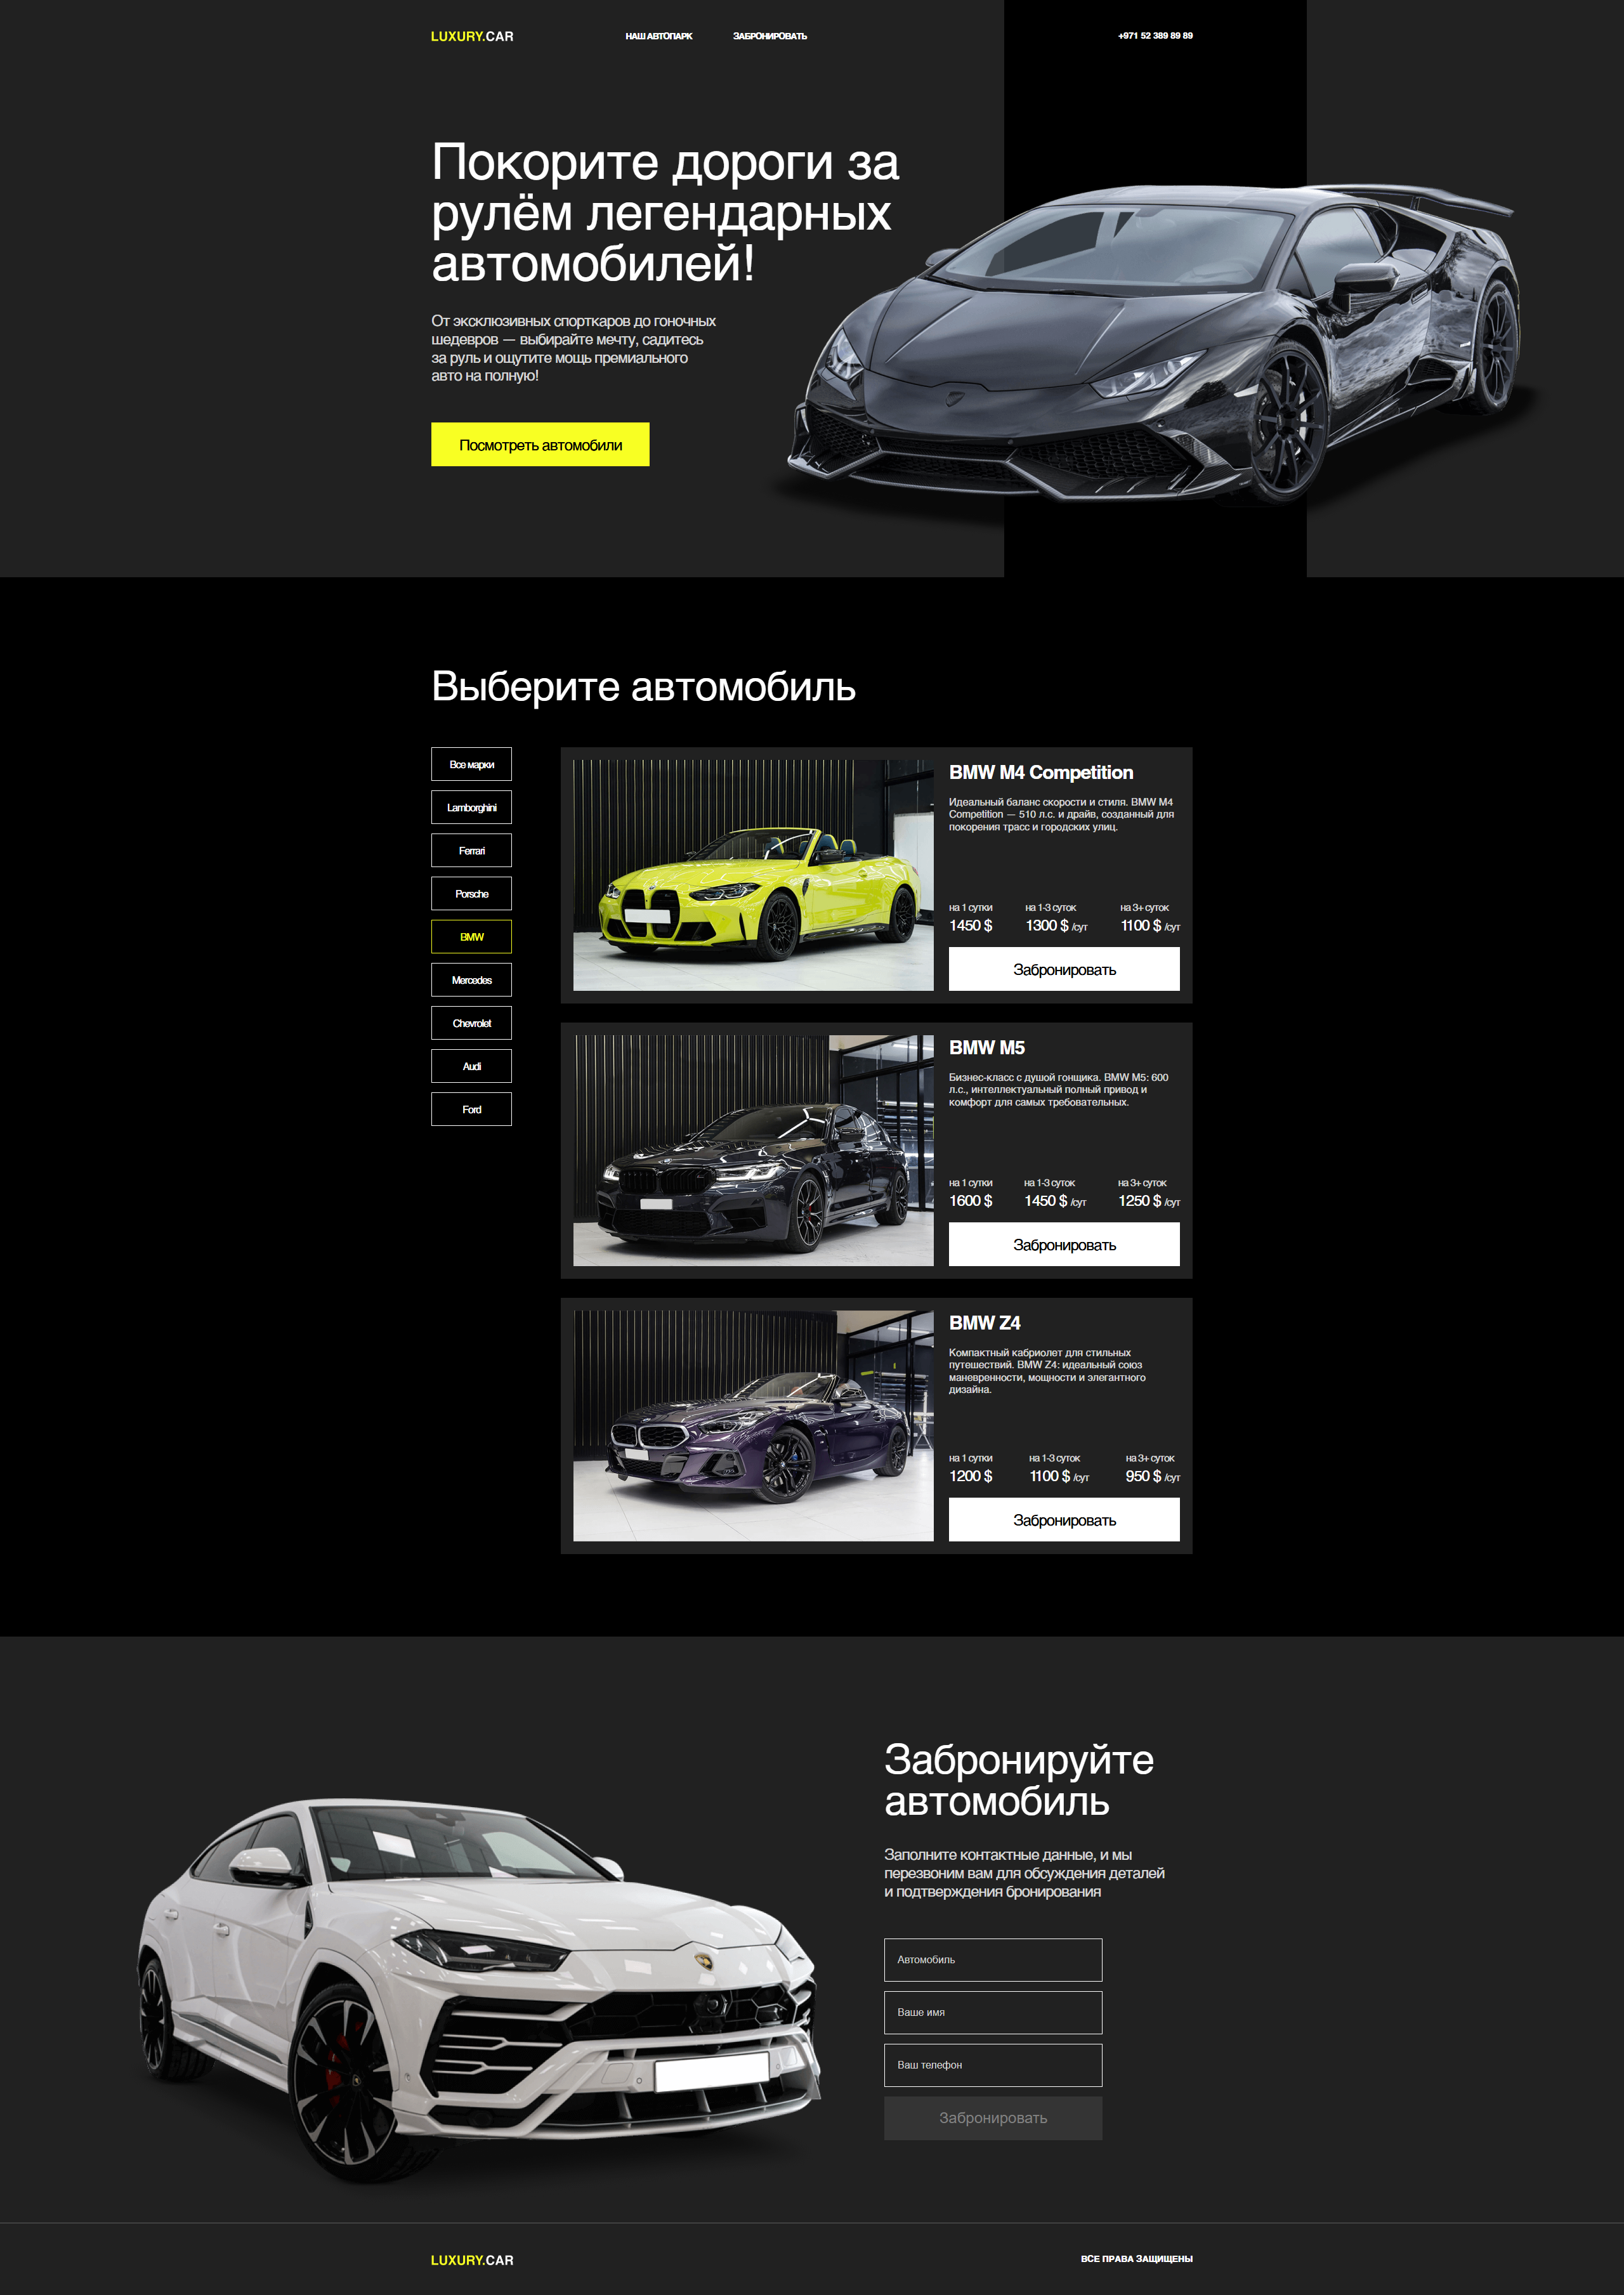 LUXURY.CAR
НАШ АВТОПАРК
ЗАБРОНИРОВАТЬ
+971 52 389 89 89
Покорите дороги за
рулём легендарных
автомобилей!
От эксклюзивных спорткаров до гоночных
шедевров — выбирайте мечту, садитесь
за руль и ощутите мощь премиального
авто на полную!
Посмотреть автомобили
Выберите автомобиль
Все марки
Lamborghini
Ferrari
Porsche
BMW
Mercedes
Chevrolet
Audi
Ford
BMW M4 Competition
Идеальный баланс скорости и стиля. BMW M4
Competition — 510 л.с. и драйв, созданный для
покорения трасс и городских улиц.
на 1 сутки
1450 $
на 1-3 суток
1300 $ /сут
на 3+ суток
1100 $ /сут
Забронировать
BMW M5
Бизнес-класс с душой гонщика. BMW M5: 600
л.с., интеллектуальный полный привод и
комфорт для самых требовательных.
на 1 сутки
1600 $
на 1-3 суток
1450 $ /сут
на 3+ суток
1250 $ /сут
Забронировать
BMW Z4
Компактный кабриолет для стильных
путешествий. BMW Z4: идеальный союз
маневренности, мощности и элегантного
дизайна.
на 1 сутки
1200 $
на 1-3 суток
1100 $ /сут
на 3+ суток
950 $ /сут
Забронировать
Забронируйте
автомобиль
Заполните контактные данные, и мы
перезвоним вам для обсуждения деталей
и подтверждения бронирования
Автомобиль
Ваше имя
Ваш телефон
Забронировать
LUXURY.CAR
ВСЕ ПРАВА ЗАЩИЩЕНЫ